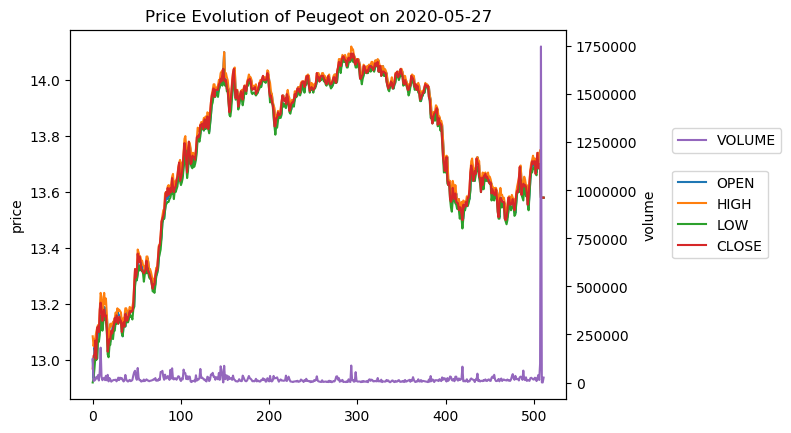 Price Evolution of Peugeot on 2020-05-27
price
14.0
13.8
13.6
13.4
13.2
13.0
0
100
200
300
400
500
1750000
1500000
1250000
1000000
750000
500000
250000
0
volume
VOLUME
OPEN
HIGH
LOW
CLOSE